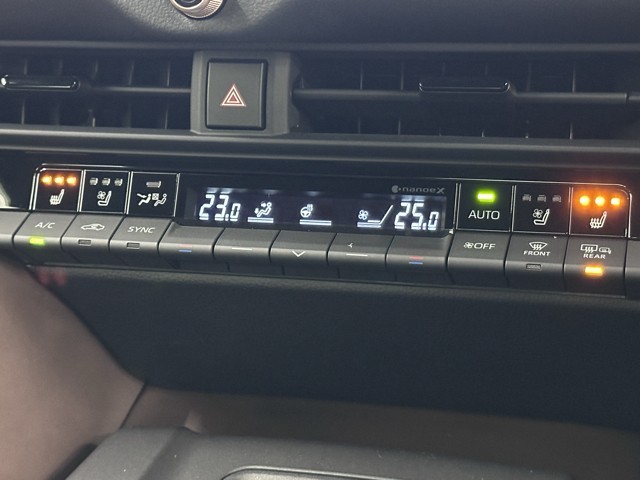 nanoeX
23.0
25.0
AUTO
A/C
SYNC
OFF
FRONT
REAR